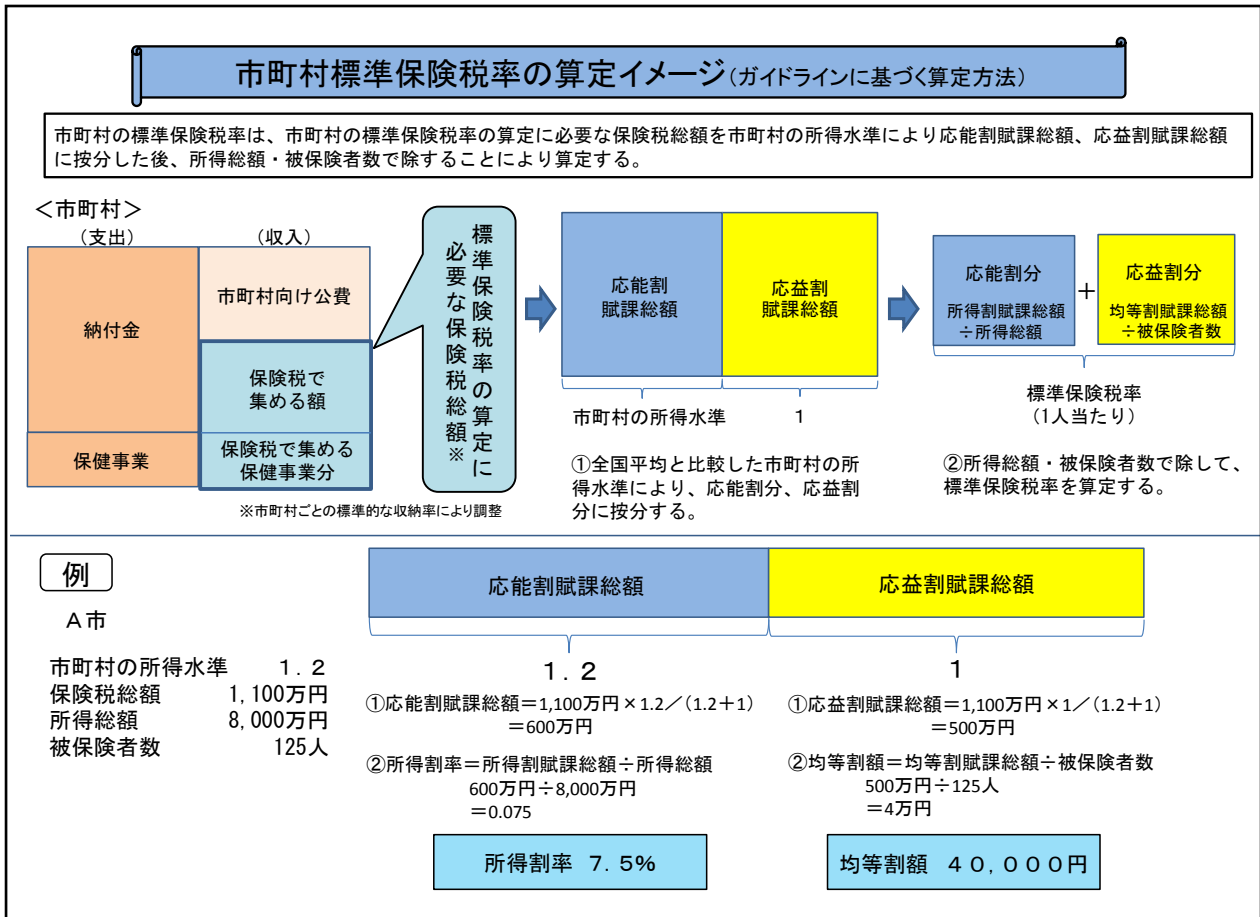 市町村標準保険税率の算定イメージ(ガイドラインに基づく算定方法)
市町村の標準保険税率は、市町村の標準保険税率の算定に必要な保険税総額を市町村の所得水準により応能割賦課総額、応益割賦課総額
に按分した後、所得総額・被保険者数で除することにより算定する。
＜市町村＞
(支出)
(収入)
納付金
保健事業
市町村向け公費
保険税で
集める額
保険税で集める
保健事業分
※市町村ごとの標準的な収納率により調整
標準保険税率の算定に
必要な保険税総額※
応能割
賦課総額
応益割
賦課総額
市町村の所得水準
1
①全国平均と比較した市町村の所
得水準により、応能割分、応益割
分に按分する。
応能割分
所得割賦課総額
÷所得総額
+
応益割分
均等割賦課総額
÷被保険者数
標準保険税率
(1人当たり)
②所得総額・被保険者数で除して、
標準保険税率を算定する。
例
A市
市町村の所得水準 1.2
保険税総額 1,100万円
所得総額 8,000万円
被保険者数 125人
応能割賦課総額
応益割賦課総額
1.2
1
①応能割賦課総額＝1,100万円×1.2／(1.2＋1)
＝600万円
②所得割率＝所得割賦課総額÷所得総額
600万円÷8,000万円
＝0.075
所得割率 7.5%
①応益割賦課総額＝1,100万円×1／(1.2＋1)
＝500万円
②均等割額＝均等割賦課総額÷被保険者数
500万円÷125人
＝4万円
均等割額 40,000円